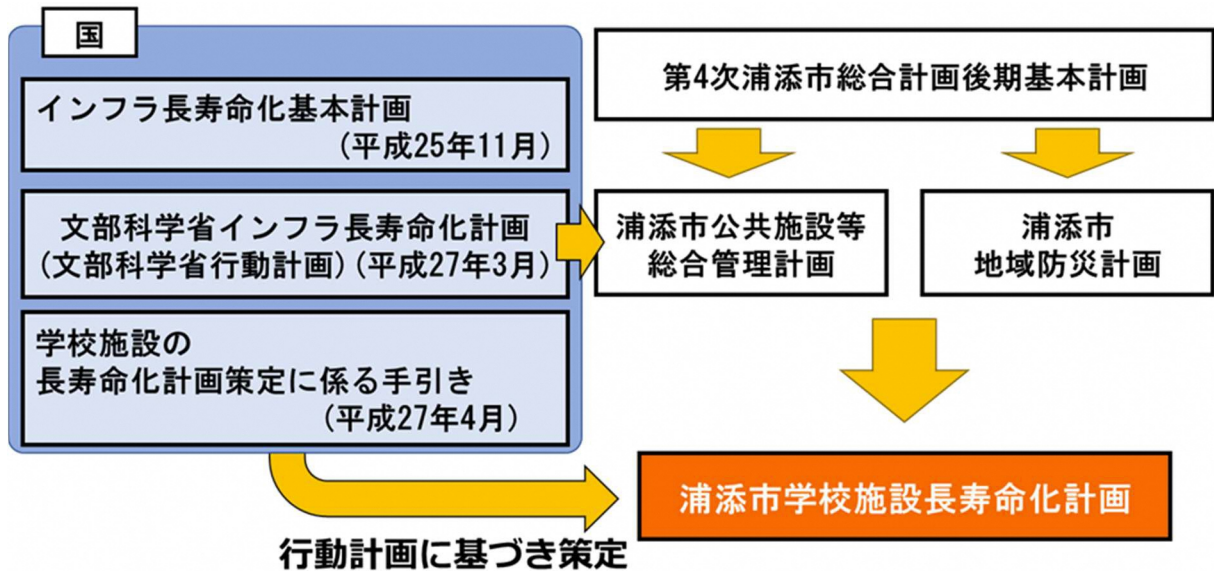 国
インフラ長寿命化基本計画
(平成25年11月)
文部科学省インフラ長寿命化計画
(文部科学省行動計画)(平成27年3月)
学校施設の
長寿命化計画策定に係る手引き
(平成27年4月)
第4次浦添市総合計画後期基本計画
浦添市公共施設等
総合管理計画
浦添市
地域防災計画
浦添市学校施設長寿命化計画
行動計画に基づき策定